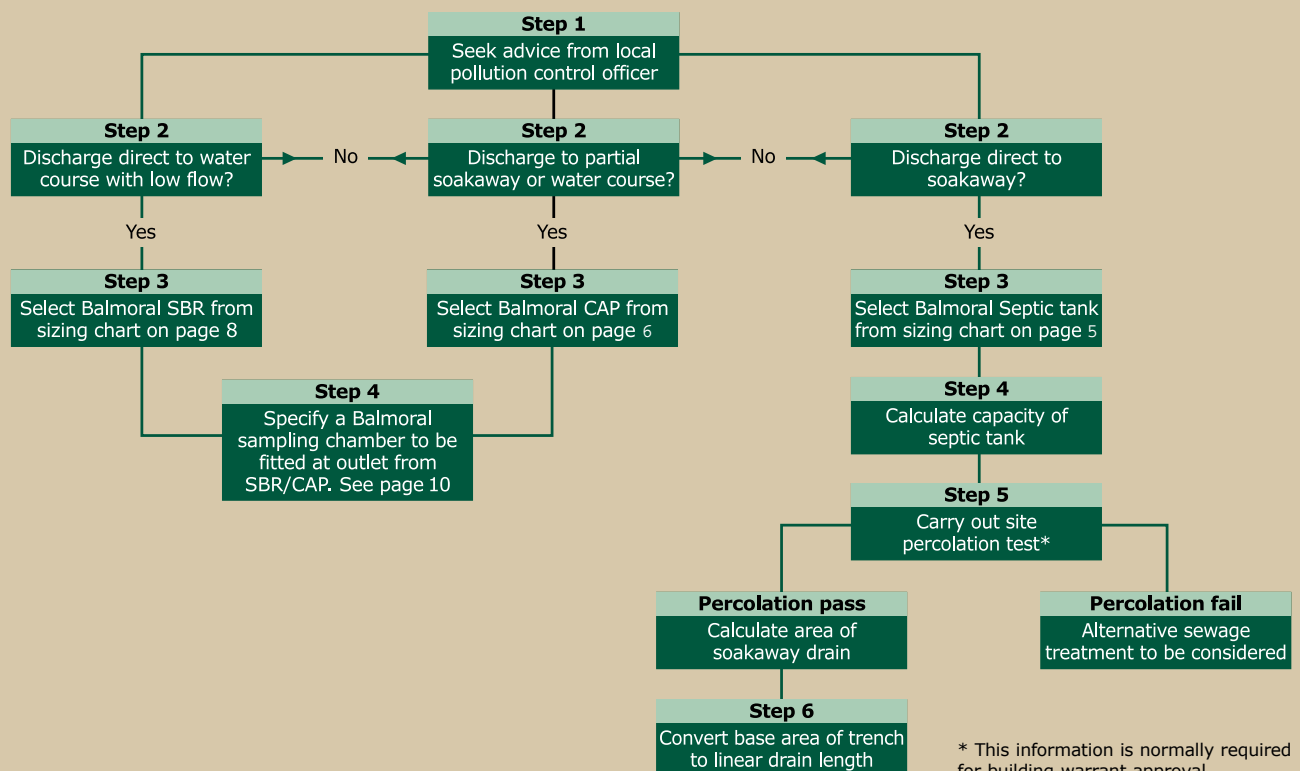 Step 1
Seek advice from local
pollution control officer
Step 2
Discharge direct to water
course with low flow?
No
Step 2
Discharge to partial
soakaway or water course?
No
Step 2
Discharge direct to
soakaway?
Yes
Yes
Yes
Step 3
Select Balmoral SBR from
sizing chart on page 8
Step 3
Select Balmoral CAP from
sizing chart on page 6
Step 3
Select Balmoral Septic tank
from sizing chart on page 5
Step 4
Specify a Balmoral
sampling chamber to be
fitted at outlet from
SBR/CAP. See page 10
Step 4
Calculate capacity of
septic tank
Step 5
Carry out site
percolation test*
Percolation pass
Calculate area of
soakaway drain
Percolation fail
Alternative sewage
treatment to be considered
Step 6
Convert base area of trench
to linear drain length
* This information is normally required
for building warrant approval